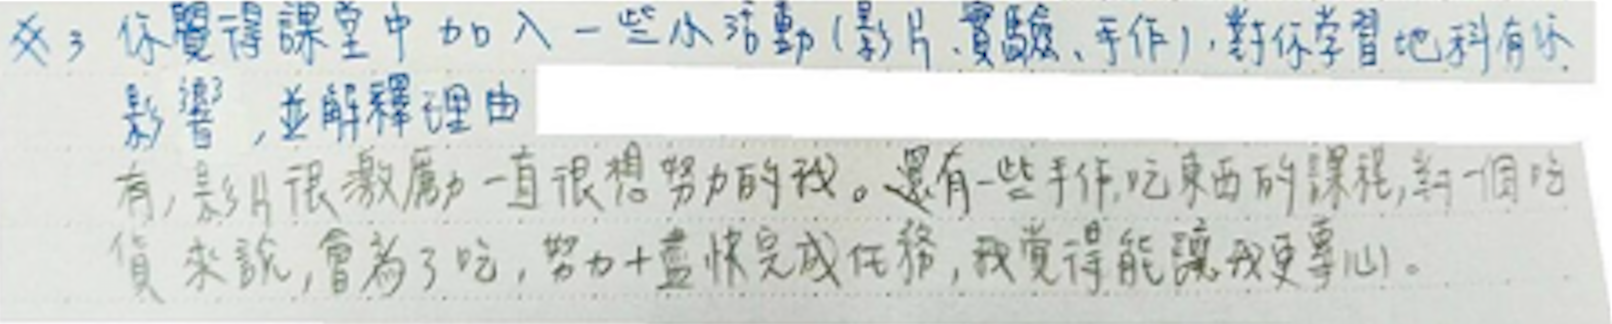 ※3 你覺得課堂中加入一些小活動(影片、實驗、手作),對你學習地科有你
影響,並解釋理由
有,影片很激勵一直很想努力的我。還有一些手作,吃東西的課程,對一個吃
貨來說,會為了吃,努力+盡快完成任務,我覺得能讓我更專心。